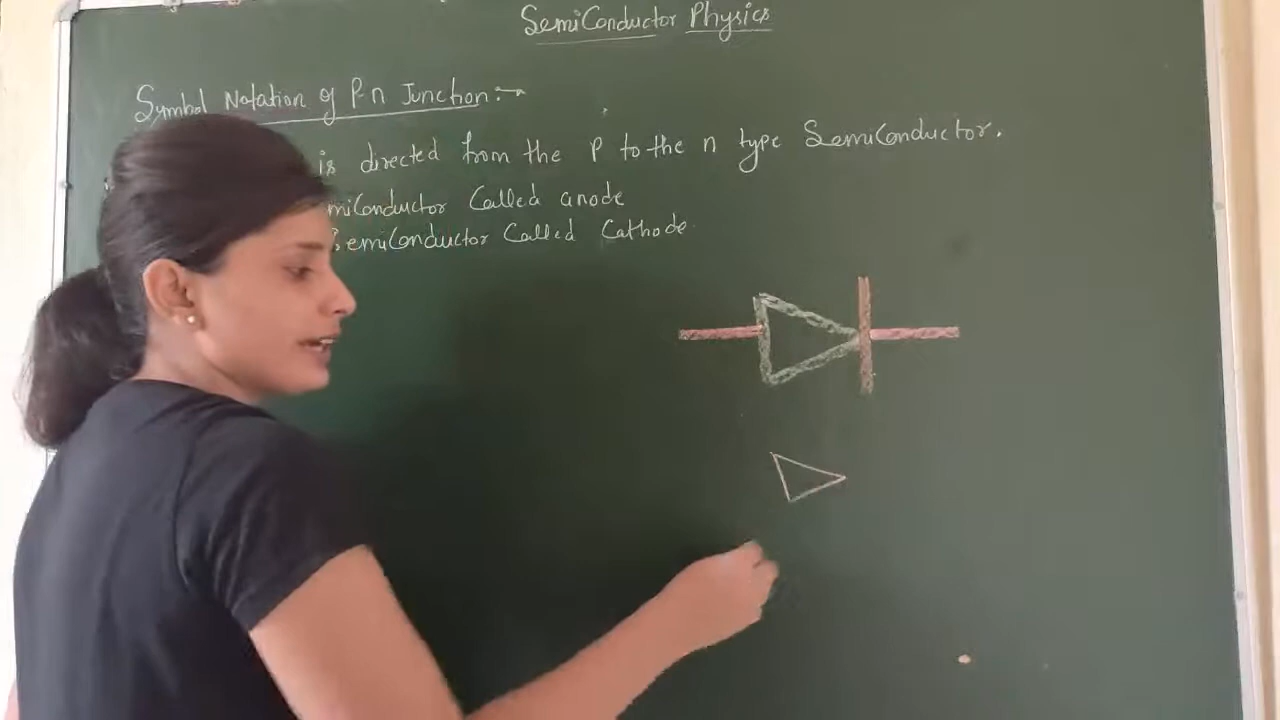 SemiConductor Physics
Symbol Notation of P-n Junction:→
is directed from the P to the n type SemiConductor.
miConductor Called anode
SemiConductor Called Cathode